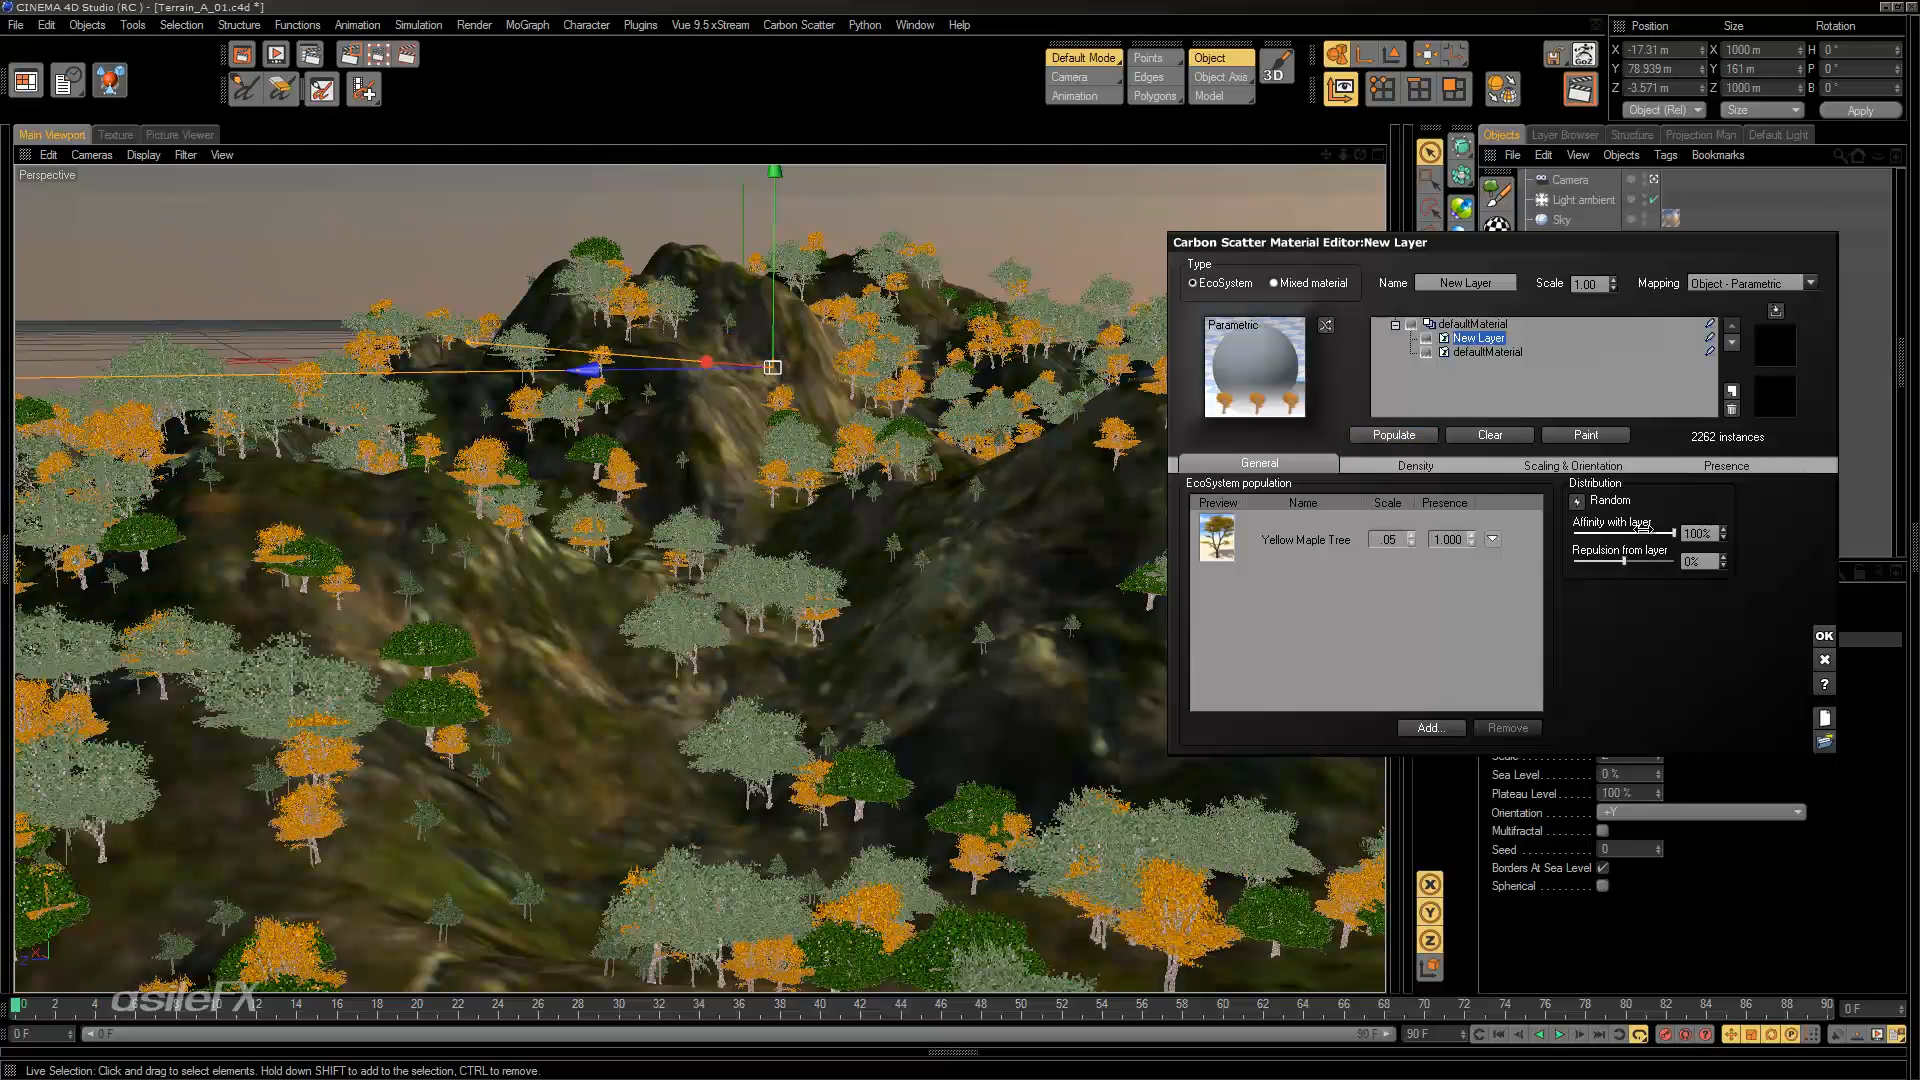 CINEMA 4D Studio (RC ) - [Terrain_A_01.c4d *]
File Edit Objects Tools Selection Structure Functions Animation Simulation Render MoGraph Character Plugins Vue 9.5 xStream Carbon Scatter Python Window Help
Position Size Rotation
Default Mode Points Object
Camera Edges Object Axis
Animation Polygons Model
3D
GoZ
X -17.31 m X 1000 m H 0 °
Y 78.939 m Y 161 m P 0 °
Z -3.571 m Z 1000 m B 0 °
Object (Rel) Size Apply
Main Viewport Texture Picture Viewer
Edit Cameras Display Filter View
Perspective
Objects Layer Browser Structure Projection Man Default Light
File Edit View Objects Tags Bookmarks
Camera
Light.ambient
Sky
Carbon Scatter Material Editor:New Layer
Type
EcoSystem Mixed material
Name New Layer Scale 1.00 Mapping Object - Parametric
Parametric
defaultMaterial
New Layer
defaultMaterial
Populate Clear Paint 2262 instances
General Density Scaling & Orientation Presence
EcoSystem population
Preview Name Scale Presence
Yellow Maple Tree .05 1.000
Add... Remove
Distribution
Random
Affinity with layer
100%
Repulsion from layer
0%
OK
?
Sea Level 0 %
Plateau Level 100 %
Orientation +Y
Multifractal
Seed 0
Borders At Sea Level
Spherical
X
Y
Z
asileFX
0 2 4 14 16 18 20 22 24 26 28 30 32 34 36 38 40 42 44 46 48 50 52 54 56 58 60 62 64 66 68 70 72 74 76 78 80 82 84 86 88 90 0 F
0 F 0 F 90 F 90 F
Live Selection: Click and drag to select elements. Hold down SHIFT to add to the selection, CTRL to remove.